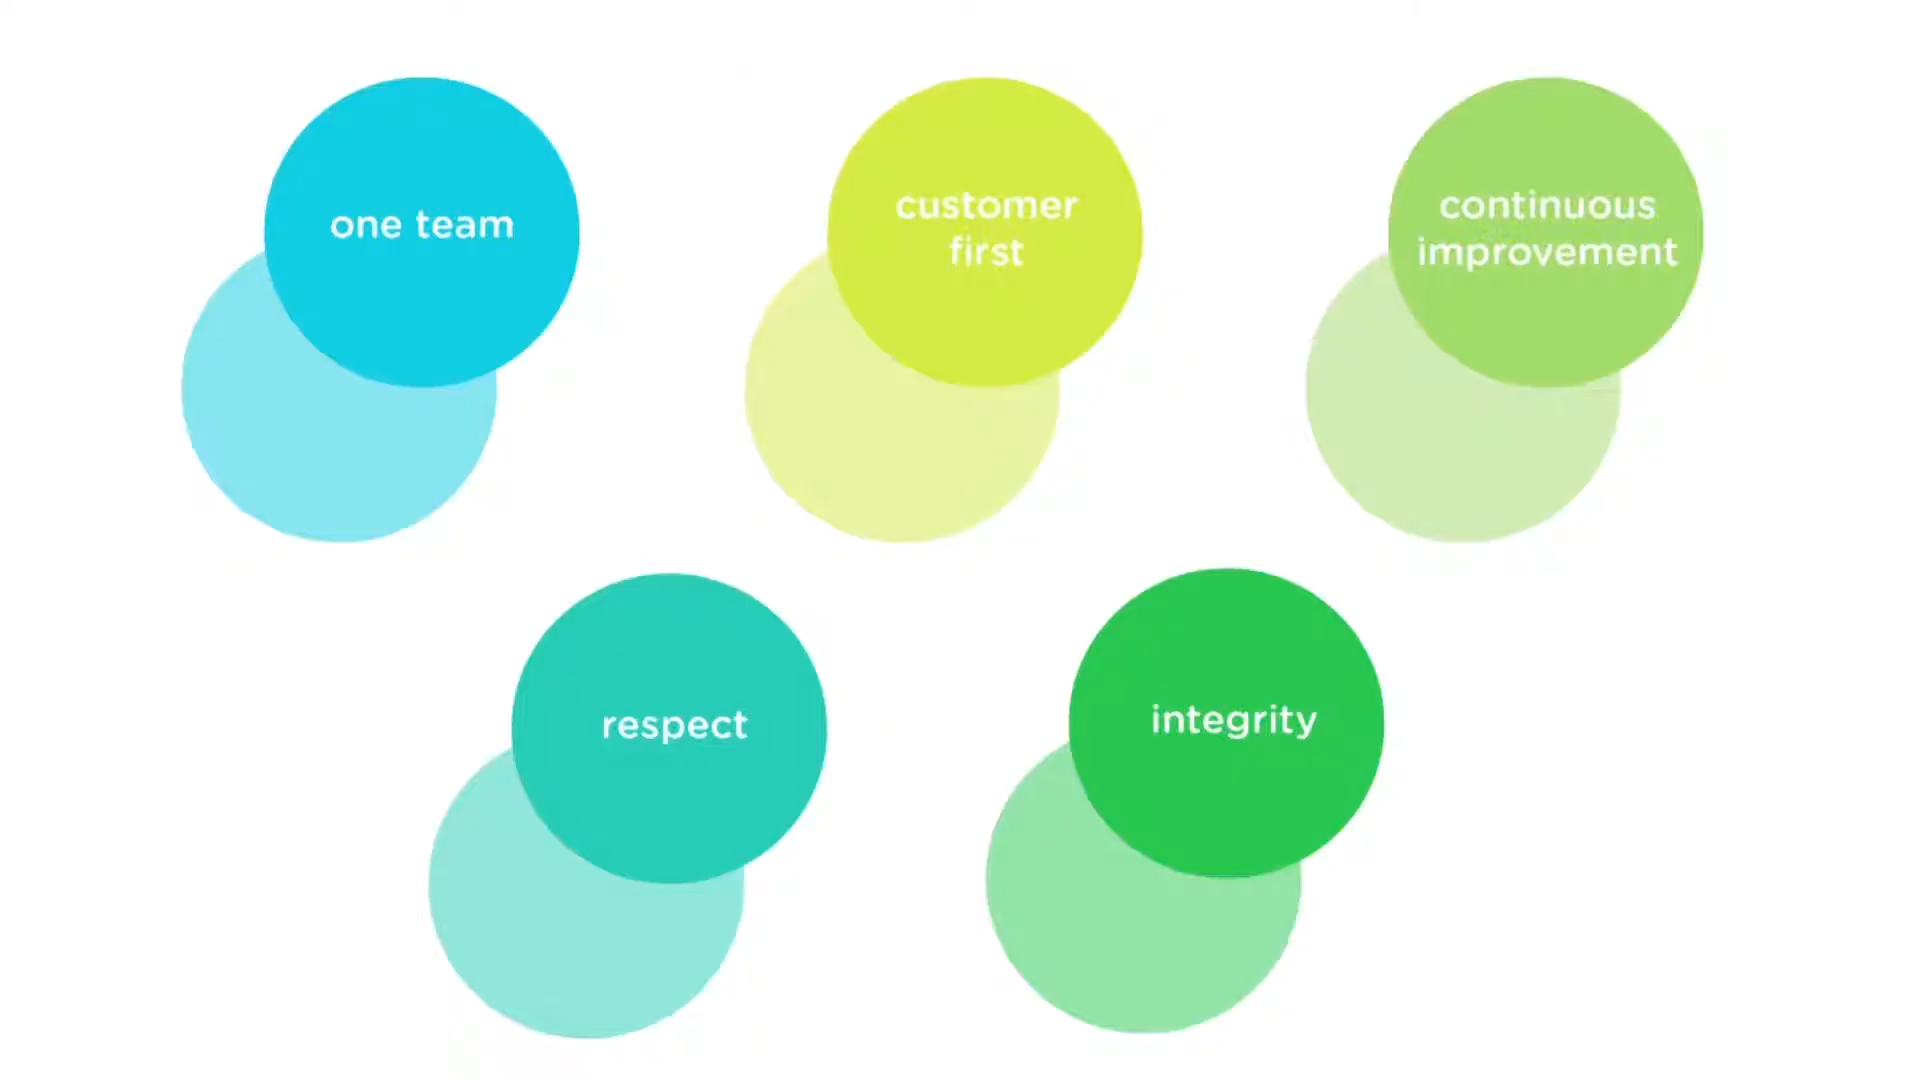 one team
customer
first
continuous
improvement
respect
integrity